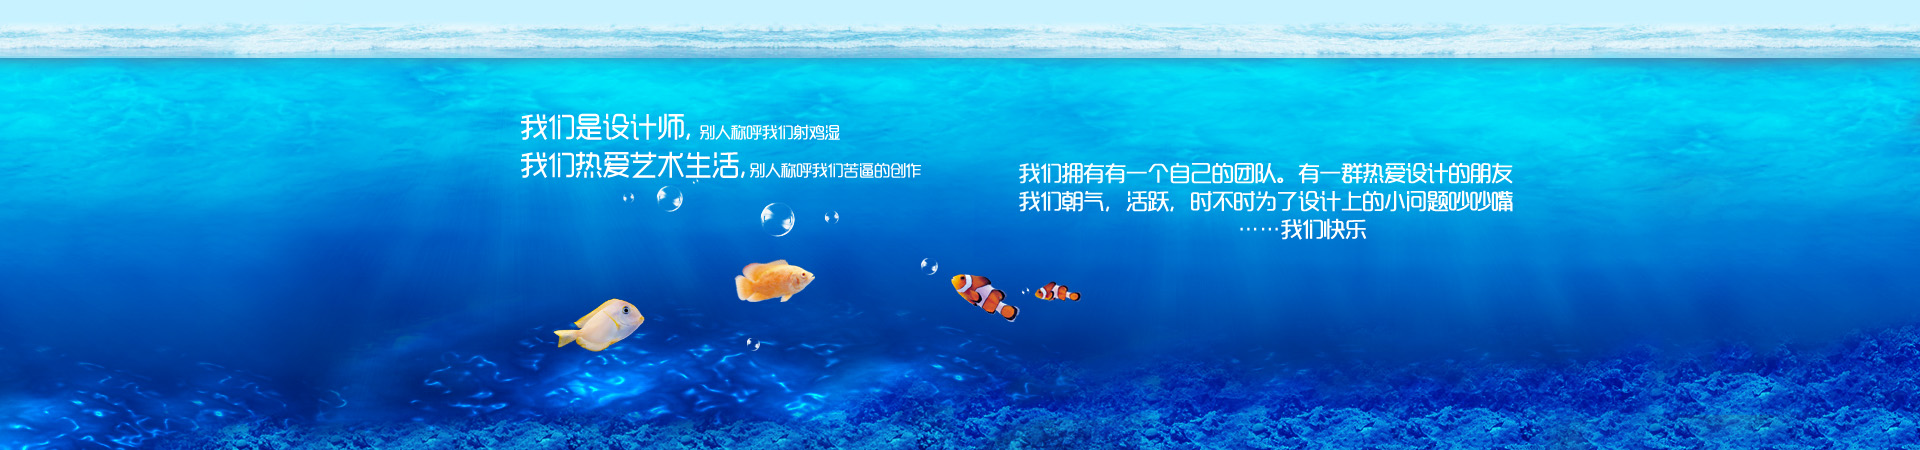 我们是设计师, 别人称呼我们射鸡湿
我们热爱艺术生活, 别人称呼我们苦逼的创作
我们拥有有一个自己的团队。有一群热爱设计的朋友
我们朝气，活跃，时不时为了设计上的小问题吵吵嘴
……我们快乐